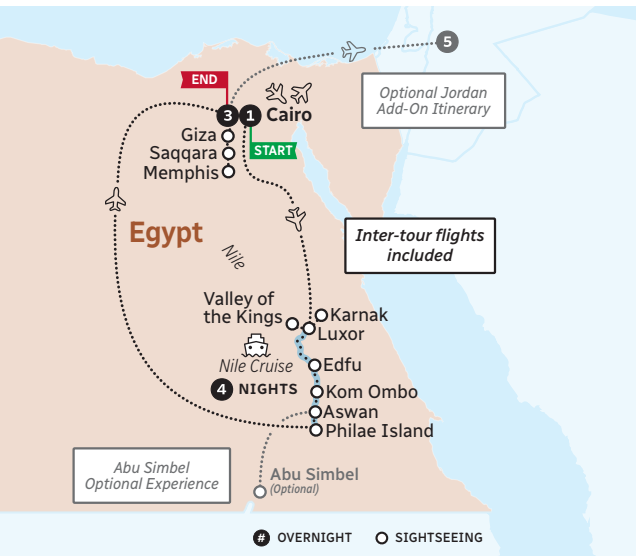 5
END
Optional Jordan
Add-On Itinerary
3
1
Cairo
Giza
START
Saqqara
Memphis
Egypt
Inter-tour flights
included
Nile
Valley of
the Kings
Karnak
Luxor
Nile Cruise
Edfu
4 NIGHTS
Kom Ombo
Aswan
Philae Island
Abu Simbel
Optional Experience
Abu Simbel
(Optional)
# OVERNIGHT
SIGHTSEEING